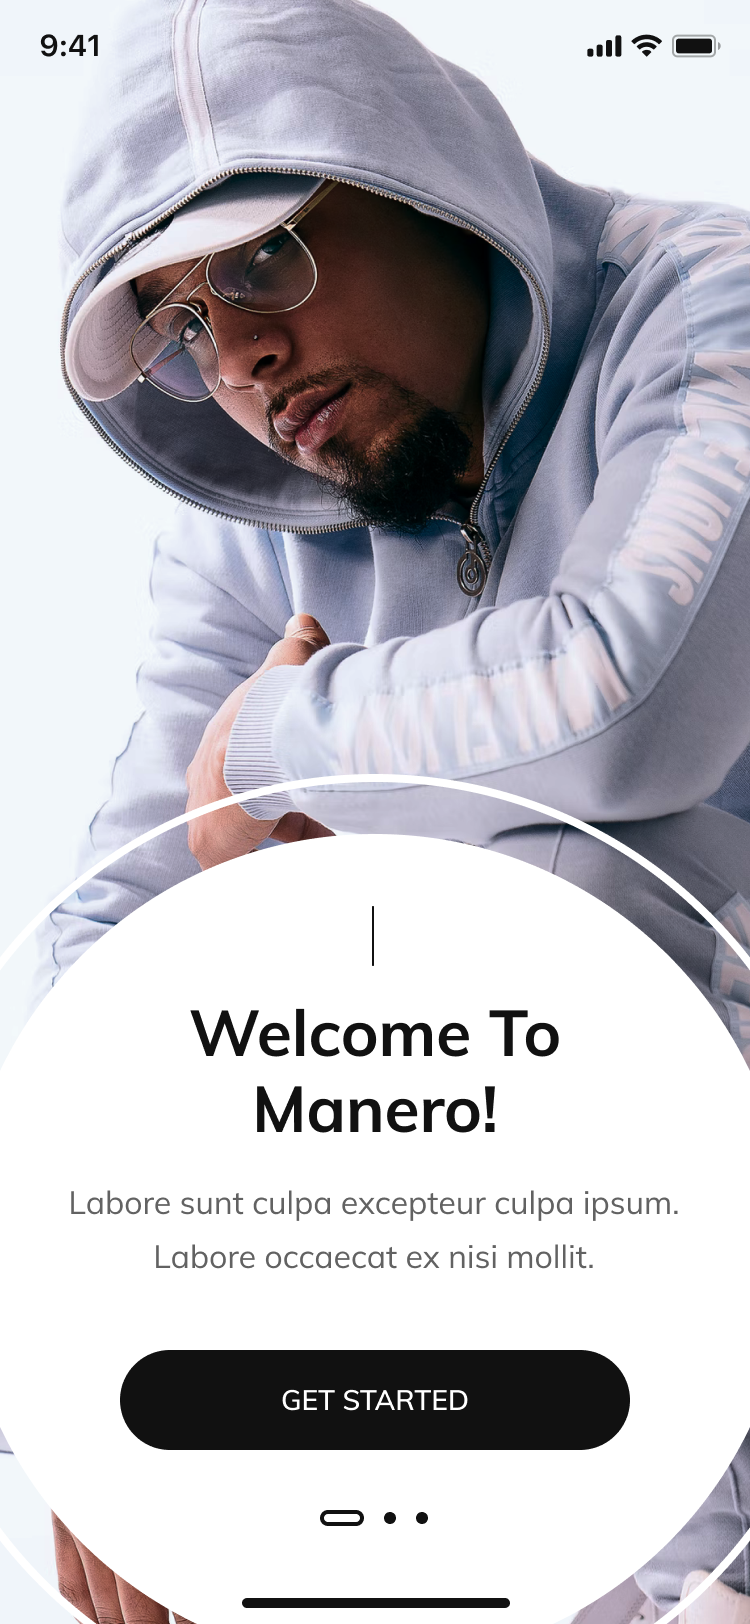 9:41
Welcome To
Manero!
Labore sunt culpa excepteur culpa ipsum.
Labore occaecat ex nisi mollit.
GET STARTED